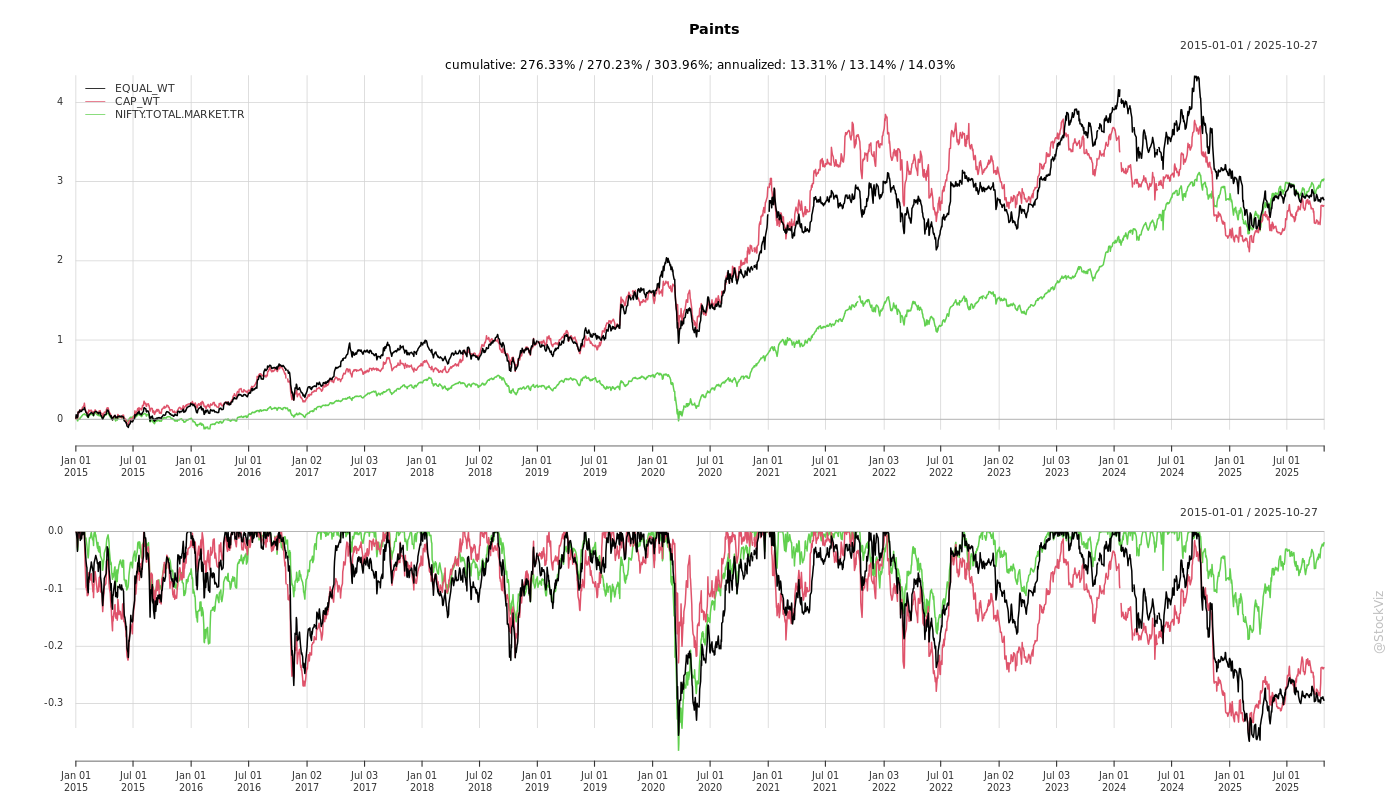 Paints
2015-01-01 / 2025-10-27
cumulative: 276.33% / 270.23% / 303.96%; annualized: 13.31% / 13.14% / 14.03%
EQUAL_WT
CAP_WT
NIFTY.TOTAL.MARKET.TR
4
3
2
1
0
Jan 01 Jul 01 Jan 01 Jul 01 Jan 02 Jul 03 Jan 01 Jul 02 Jan 01 Jul 01 Jan 01 Jul 01 Jan 01 Jul 01 Jan 03 Jul 01 Jan 02 Jul 03 Jan 01 Jul 01 Jan 01 Jul 01
2015 2015 2016 2016 2017 2017 2018 2018 2019 2019 2020 2020 2021 2021 2022 2022 2023 2023 2024 2024 2025 2025
2015-01-01 / 2025-10-27
0.0
-0.1
-0.2
-0.3
Jan 01 Jul 01 Jan 01 Jul 01 Jan 02 Jul 03 Jan 01 Jul 02 Jan 01 Jul 01 Jan 01 Jul 01 Jan 01 Jul 01 Jan 03 Jul 01 Jan 02 Jul 03 Jan 01 Jul 01 Jan 01 Jul 01
2015 2015 2016 2016 2017 2017 2018 2018 2019 2019 2020 2020 2021 2021 2022 2022 2023 2023 2024 2024 2025 2025
@StockViz